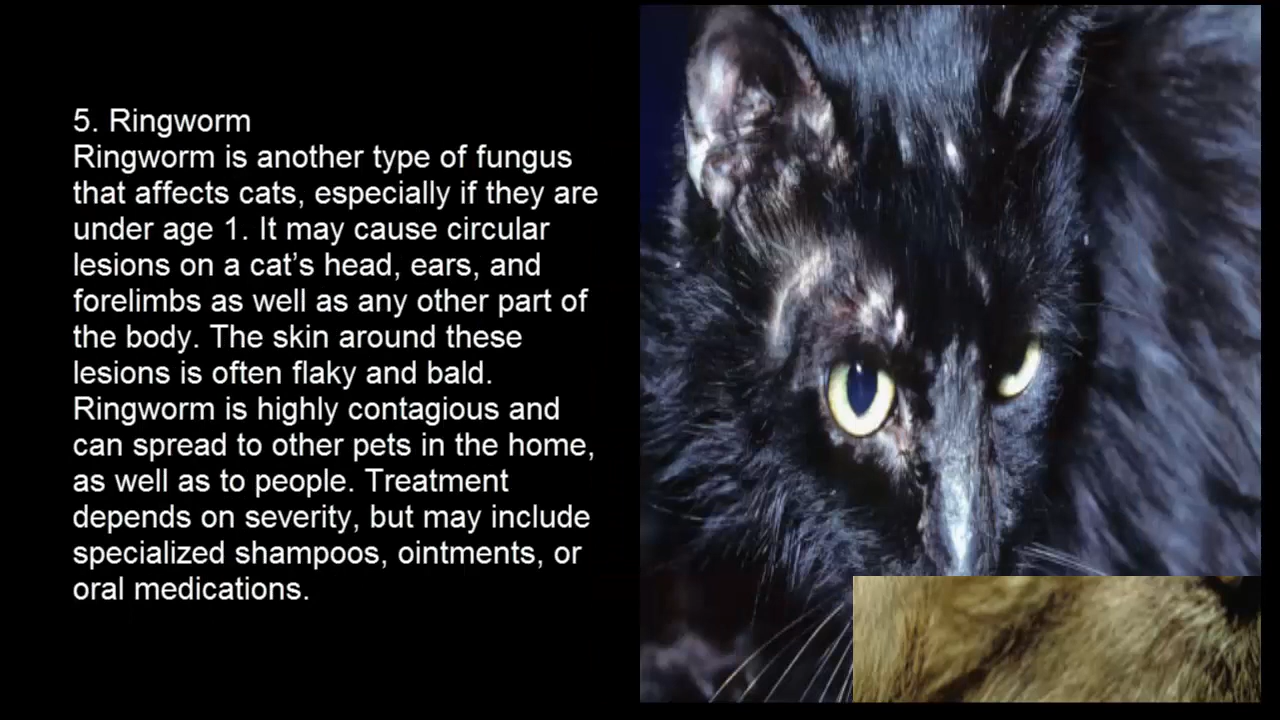 5. Ringworm
Ringworm is another type of fungus
that affects cats, especially if they are
under age 1. It may cause circular
lesions on a cat’s head, ears, and
forelimbs as well as any other part of
the body. The skin around these
lesions is often flaky and bald.
Ringworm is highly contagious and
can spread to other pets in the home,
as well as to people. Treatment
depends on severity, but may include
specialized shampoos, ointments, or
oral medications.